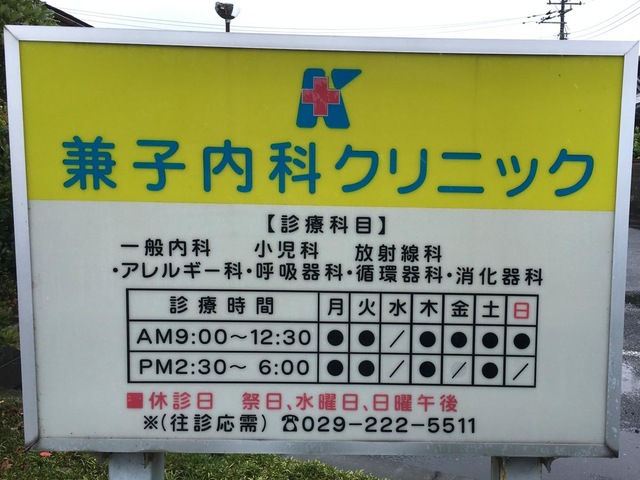 K
兼子内科クリニック
【診療科目】
一般内科 小児科 放射線科
・アレルギー科・呼吸器科・循環器科・消化器科
診療時間 月 火 水 木 金 土 日
AM9:00～12:30 ● ● ／ ● ● ● ●
PM2:30～ 6:00 ● ● ／ ● ／ ● ／
■休診日 祭日、水曜日、日曜午後
※(往診応需) ☎029-222-5511